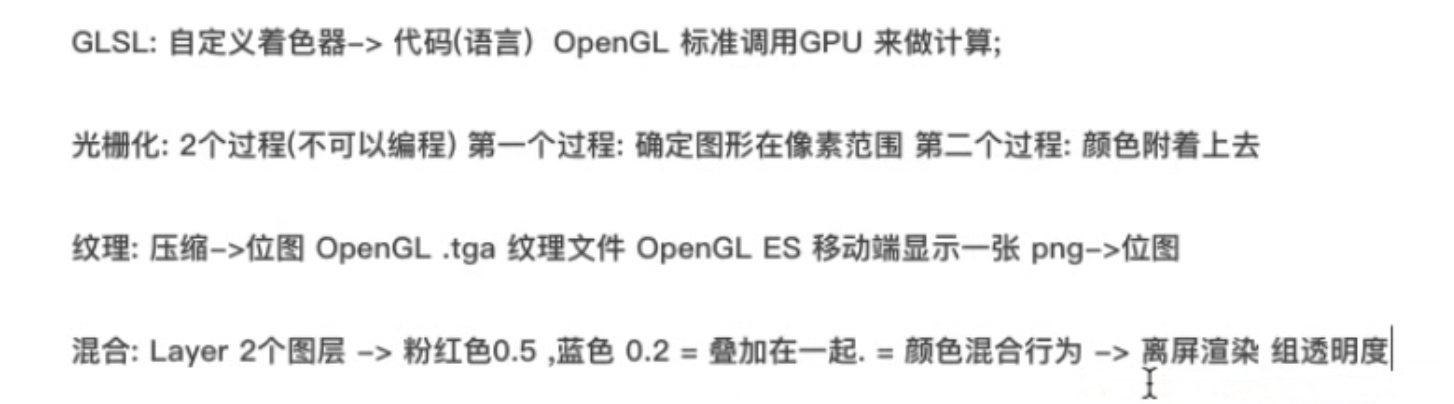 GLSL: 自定义着色器-> 代码(语言）OpenGL 标准调用GPU 来做计算;
光栅化: 2个过程(不可以编程) 第一个过程: 确定图形在像素范围 第二个过程: 颜色附着上去
纹理: 压缩->位图 OpenGL .tga 纹理文件 OpenGL ES 移动端显示一张 png->位图
混合: Layer 2个图层 -> 粉红色0.5 ,蓝色 0.2 = 叠加在一起. = 颜色混合行为 -> 离屏渲染 组透明度